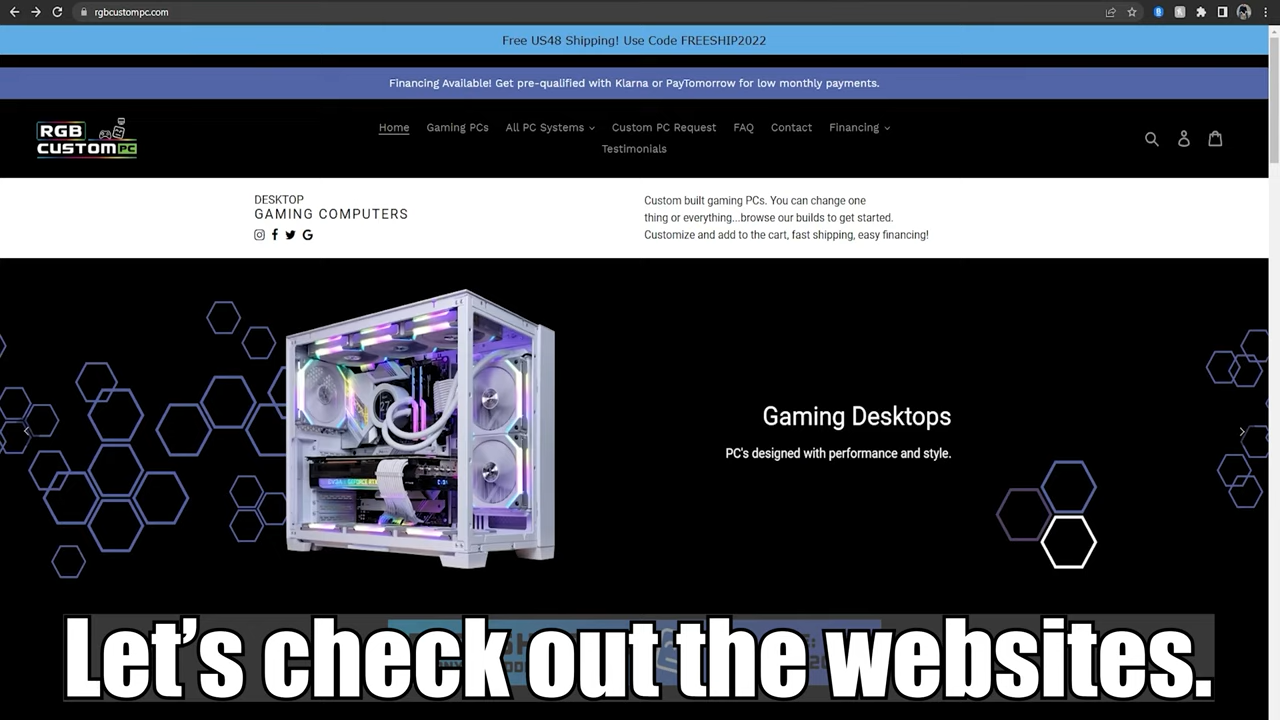 rgbcustompc.com
Free US48 Shipping! Use Code FREESHIP2022
Financing Available! Get pre-qualified with Klarna or PayTomorrow for low monthly payments.
RGB
CUSTOMPC
Home
Gaming PCs
All PC Systems
Custom PC Request
FAQ
Contact
Financing
Testimonials
DESKTOP
GAMING COMPUTERS
Custom built gaming PCs. You can change one
thing or everything...browse our builds to get started.
Customize and add to the cart, fast shipping, easy financing!
Gaming Desktops
PC's designed with performance and style.
Let's check out the websites.